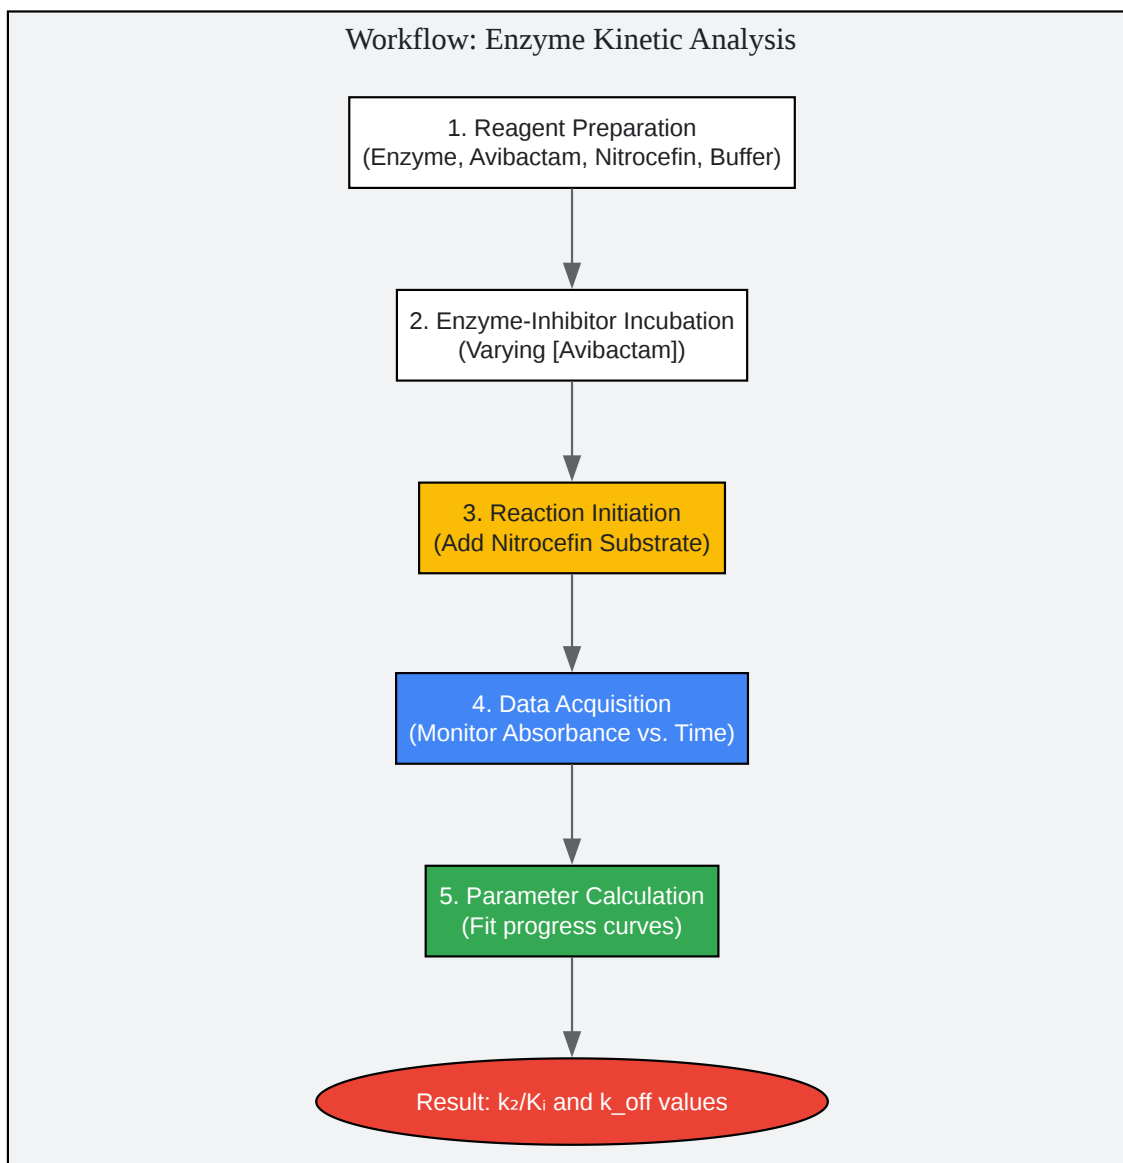 Workflow: Enzyme Kinetic Analysis
1. Reagent Preparation
(Enzyme, Avibactam, Nitrocefin, Buffer)
2. Enzyme-Inhibitor Incubation
(Varying [Avibactam])
3. Reaction Initiation
(Add Nitrocefin Substrate)
4. Data Acquisition
(Monitor Absorbance vs. Time)
5. Parameter Calculation
(Fit progress curves)
Result: k₂/Kᵢ and k_off values